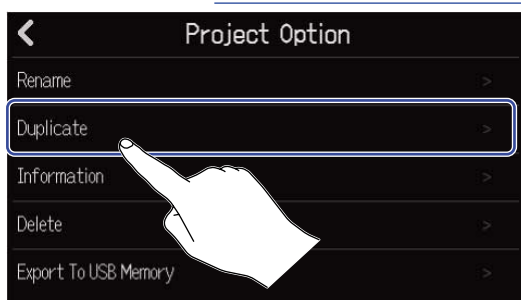 Project Option
Rename
Duplicate
Information
Delete
Export To USB Memory